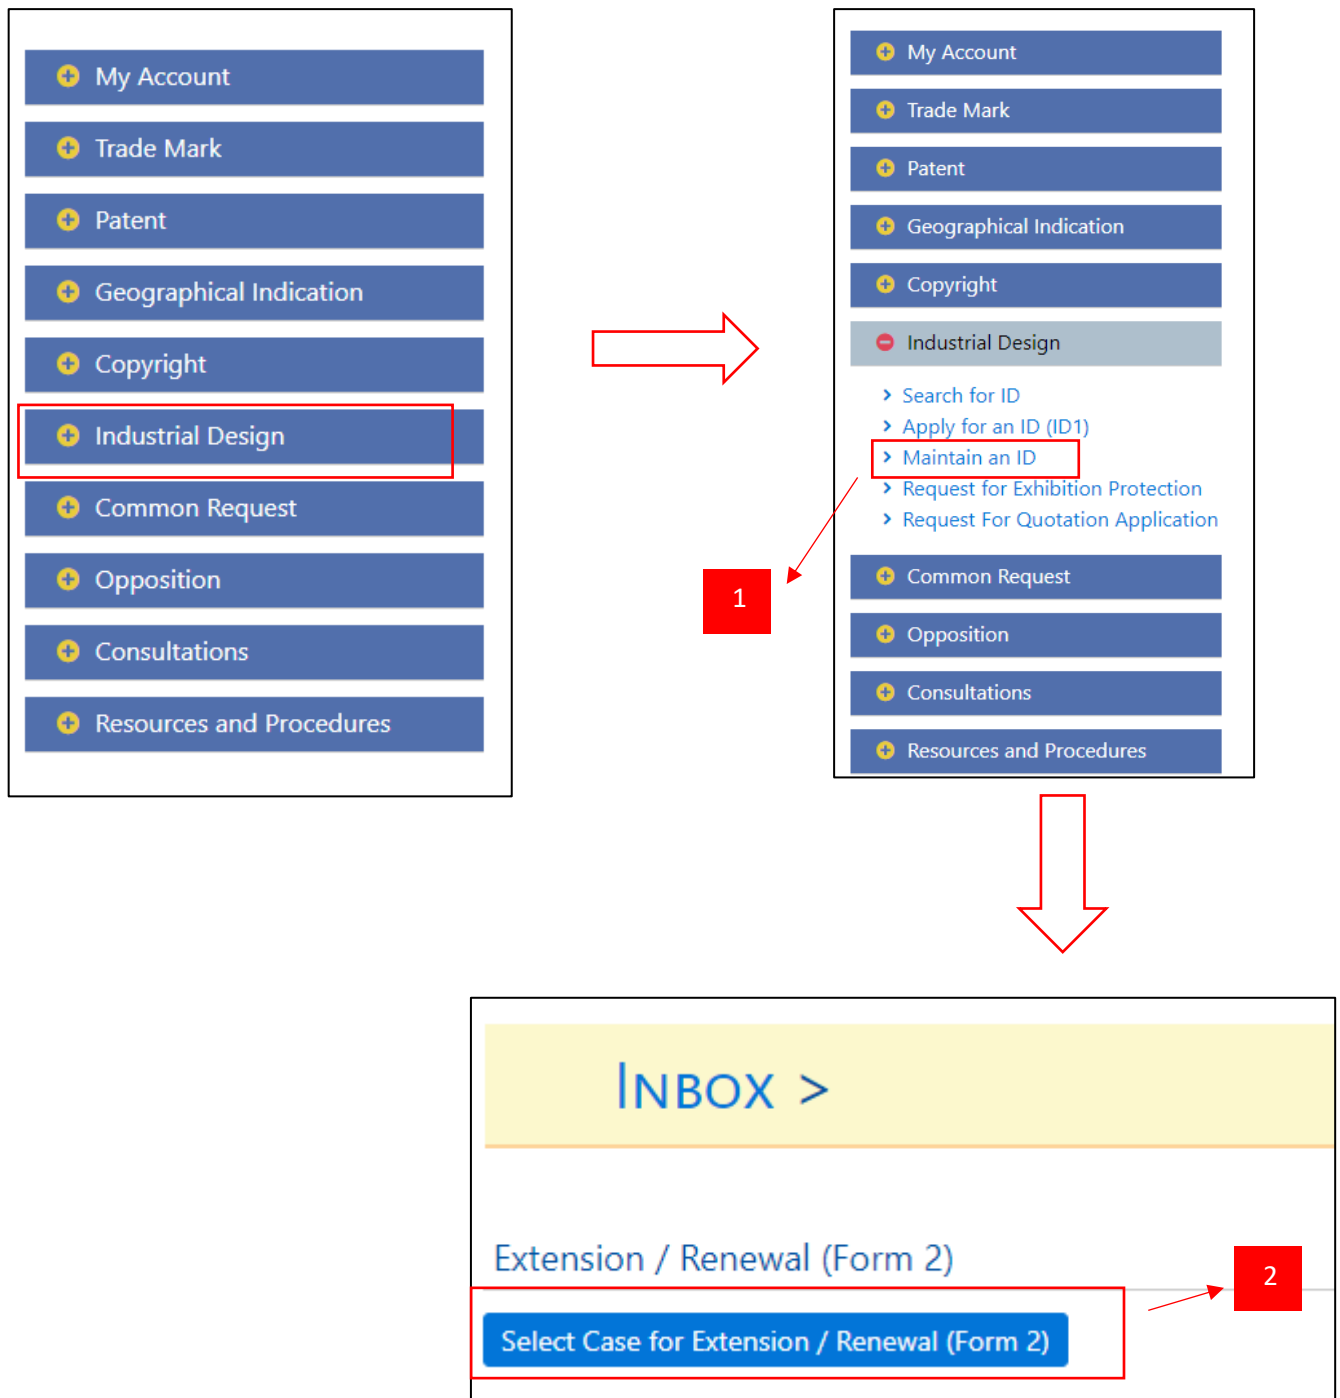 My Account
Trade Mark
Patent
Geographical Indication
Copyright
Industrial Design
Common Request
Opposition
Consultations
Resources and Procedures
My Account
Trade Mark
Patent
Geographical Indication
Copyright
Industrial Design
Search for ID
Apply for an ID (ID1)
Maintain an ID
Request for Exhibition Protection
Request For Quotation Application
1
Common Request
Opposition
Consultations
Resources and Procedures
INBOX >
Extension / Renewal (Form 2)
2
Select Case for Extension / Renewal (Form 2)